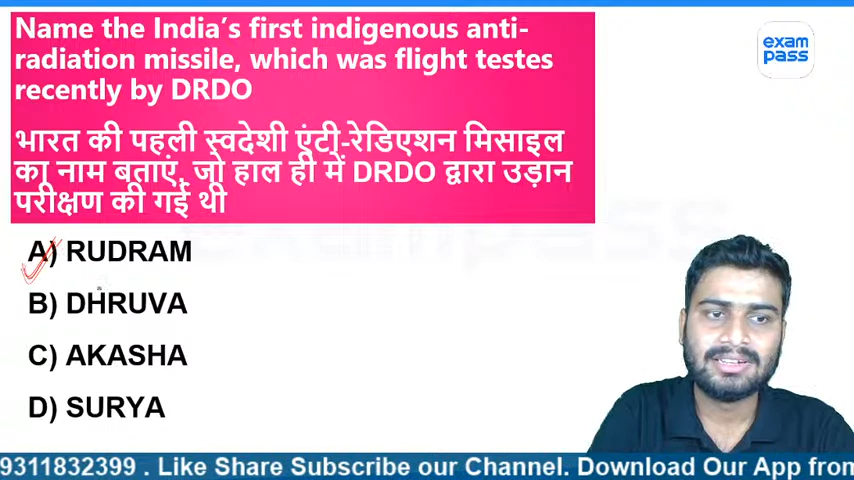 Name the India's first indigenous anti-
radiation missile, which was flight testes
recently by DRDO
भारत की पहली स्वदेशी एंटी-रेडिएशन मिसाइल
का नाम बताएं, जो हाल ही में DRDO द्वारा उड़ान
परीक्षण की गई थी
exam
pass
exampass
A) RUDRAM
B) DHRUVA
C) AKASHA
D) SURYA
9311832399 . Like Share Subscribe our Channel. Download Our App from